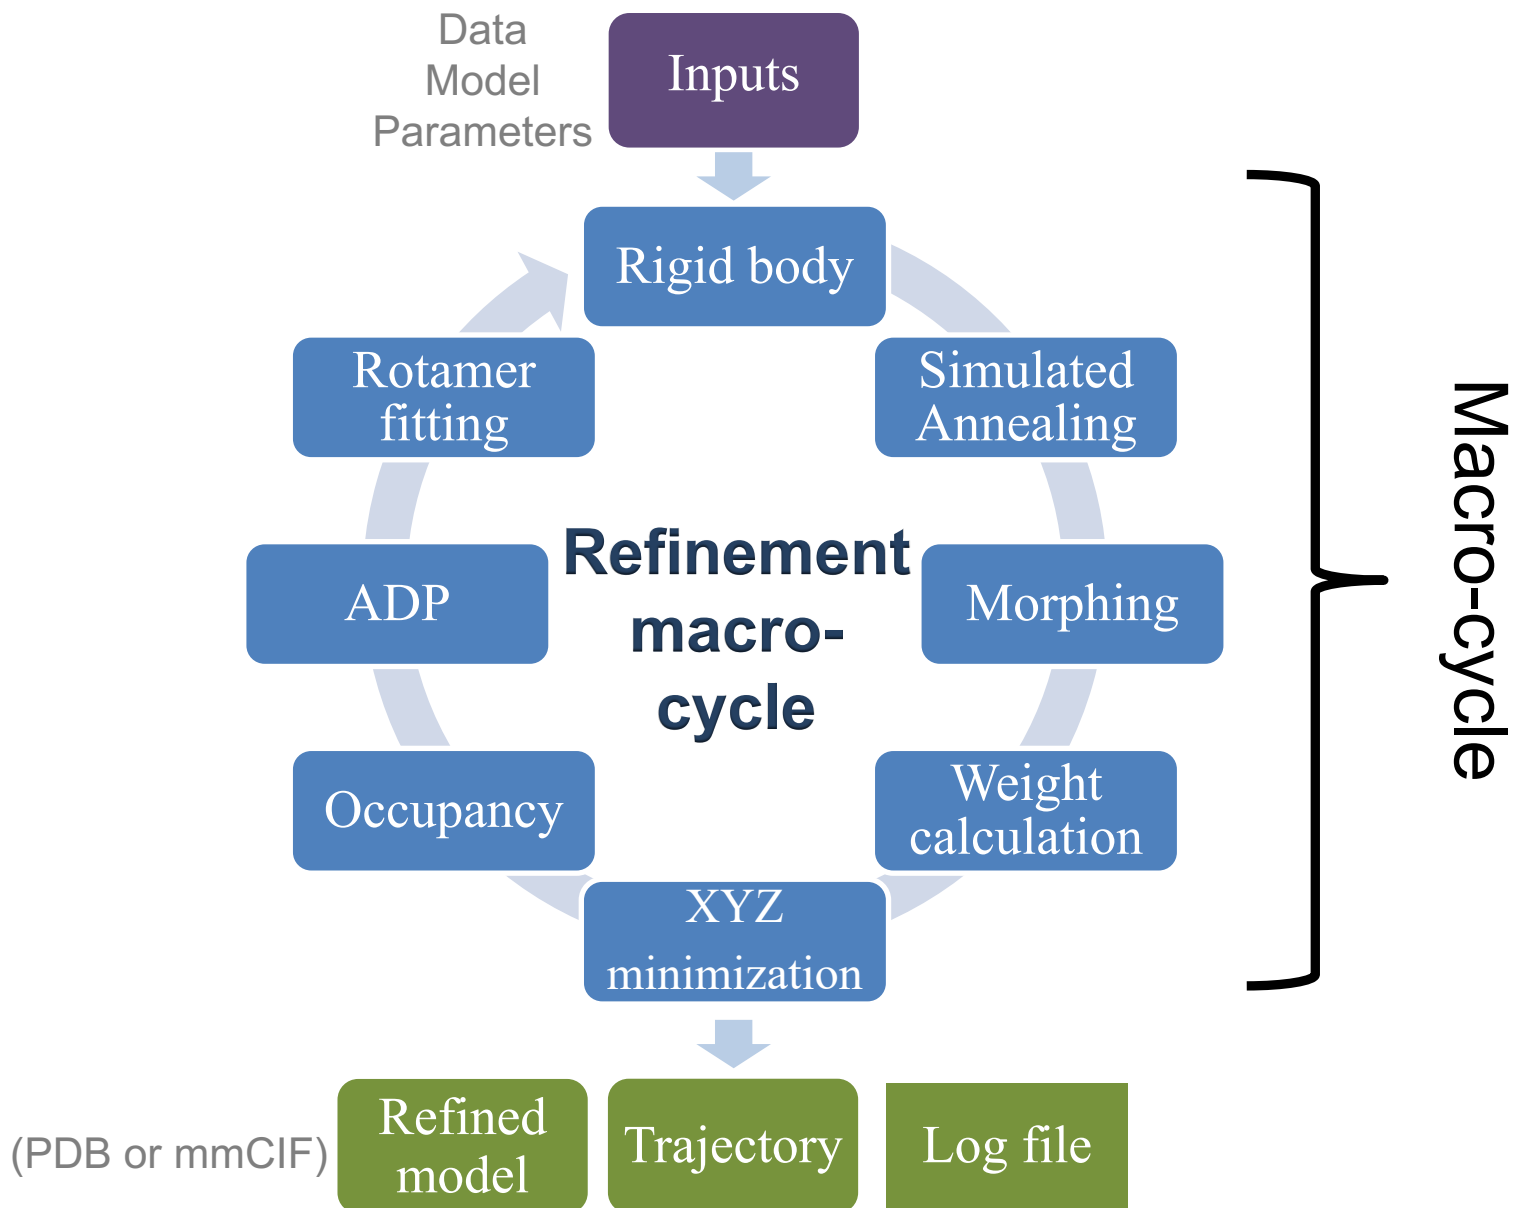 Data
Model
Parameters
Inputs
Rigid body
Simulated
Annealing
Morphing
Weight
calculation
XYZ
minimization
Occupancy
ADP
Rotamer
fitting
Refinement
macro-
cycle
Macro-cycle
(PDB or mmCIF)
Refined
model
Trajectory
Log file